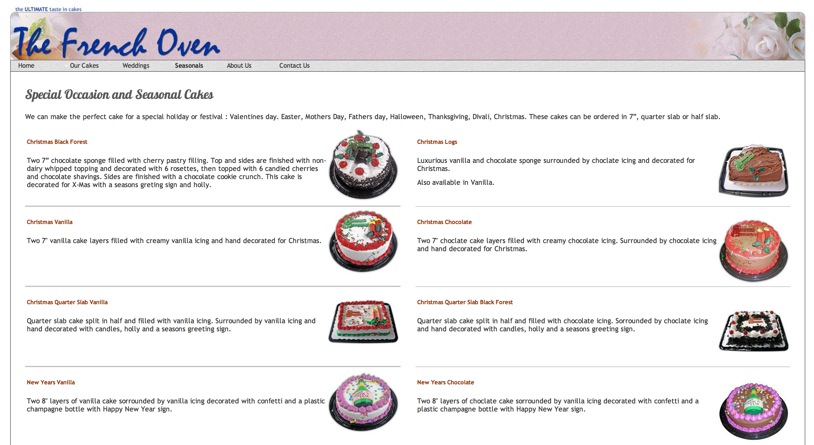 the ULTIMATE taste in cakes
The French Oven
Home Our Cakes Weddings Seasonals About Us Contact Us
Special Occasion and Seasonal Cakes
We can make the perfect cake for a special holiday or festival : Valentines day. Easter, Mothers Day, Fathers day, Halloween, Thanksgiving, Divali, Christmas. These cakes can be ordered in 7”, quarter slab or half slab.
Christmas Black Forest
Two 7” chocolate sponge filled with cherry pastry filling. Top and sides are finished with non-
dairy whipped topping and decorated with 6 rosettes, then topped with 6 candied cherries
and chocolate shavings. Sides are finished with a chocolate cookie crunch. This cake is
decorated for X-Mas with a seasons greting sign and holly.
Christmas Logs
Luxurious vanilla and chocolate sponge surrounded by choclate icing and decorated for
Christmas.
Also available in Vanilla.
Christmas Vanilla
Two 7" vanilla cake layers filled with creamy vanilla icing and hand decorated for Christmas.
Christmas Chocolate
Two 7" choclate cake layers filled with creamy chocolate icing. Surrounded by chocolate icing
and hand decorated for Christmas.
Christmas Quarter Slab Vanilla
Quarter slab cake split in half and filled with vanilla icing. Surrounded by vanilla icing and
hand decorated with candles, holly and a seasons greeting sign.
Christmas Quarter Slab Black Forest
Quarter slab cake split in half and filled with chocolate icing. Sorrounded by choclate icing
and hand decorated with candles, holly and a seasons greeting sign.
New Years Vanilla
Two 8" layers of vanilla cake sorrounded by vanilla icing decorated with confetti and a plastic
champagne bottle with Happy New Year sign.
New Years Chocolate
Two 8" layers of choclate cake sorrounded by vanilla icing decorated with confetti and a
plastic champagne bottle with Happy New Year sign.